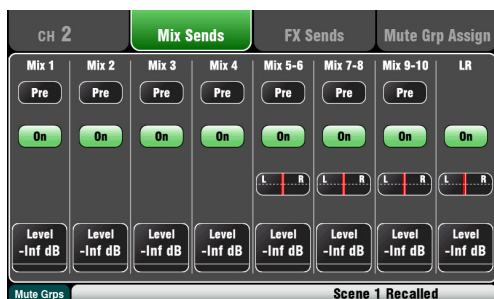 CH 2 Mix Sends FX Sends Mute Grp Assign
Mix 1 Mix 2 Mix 3 Mix 4 Mix 5-6 Mix 7-8 Mix 9-10 LR
Pre Pre Pre Pre Pre Pre Pre
On On On On On On On On
L R L R L R L R
Level Level Level Level Level Level Level Level
-Inf dB -Inf dB -Inf dB -Inf dB -Inf dB -Inf dB -Inf dB -Inf dB
Mute Grps Scene 1 Recalled